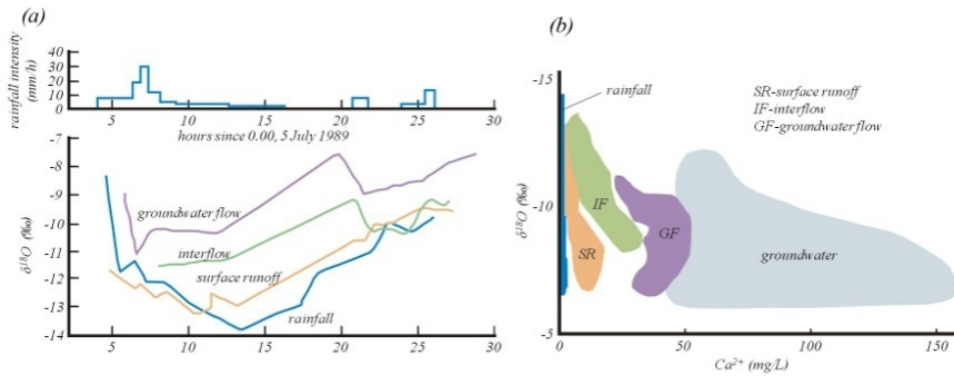 (a)
rainfall intensity
(mm/h)
40
30
20
10
0
5
10
15
20
25
30
hours since 0.00, 5 July 1989
δ¹⁸O (‰)
-7
-8
-9
-10
-11
-12
-13
-14
groundwater flow
interflow
surface runoff
rainfall
5
10
15
20
25
30
(b)
δ¹⁸O (‰)
-15
-10
-5
rainfall
SR-surface runoff
IF-interflow
GF-groundwater flow
IF
SR
GF
groundwater
0
50
100
150
Ca²⁺ (mg/L)